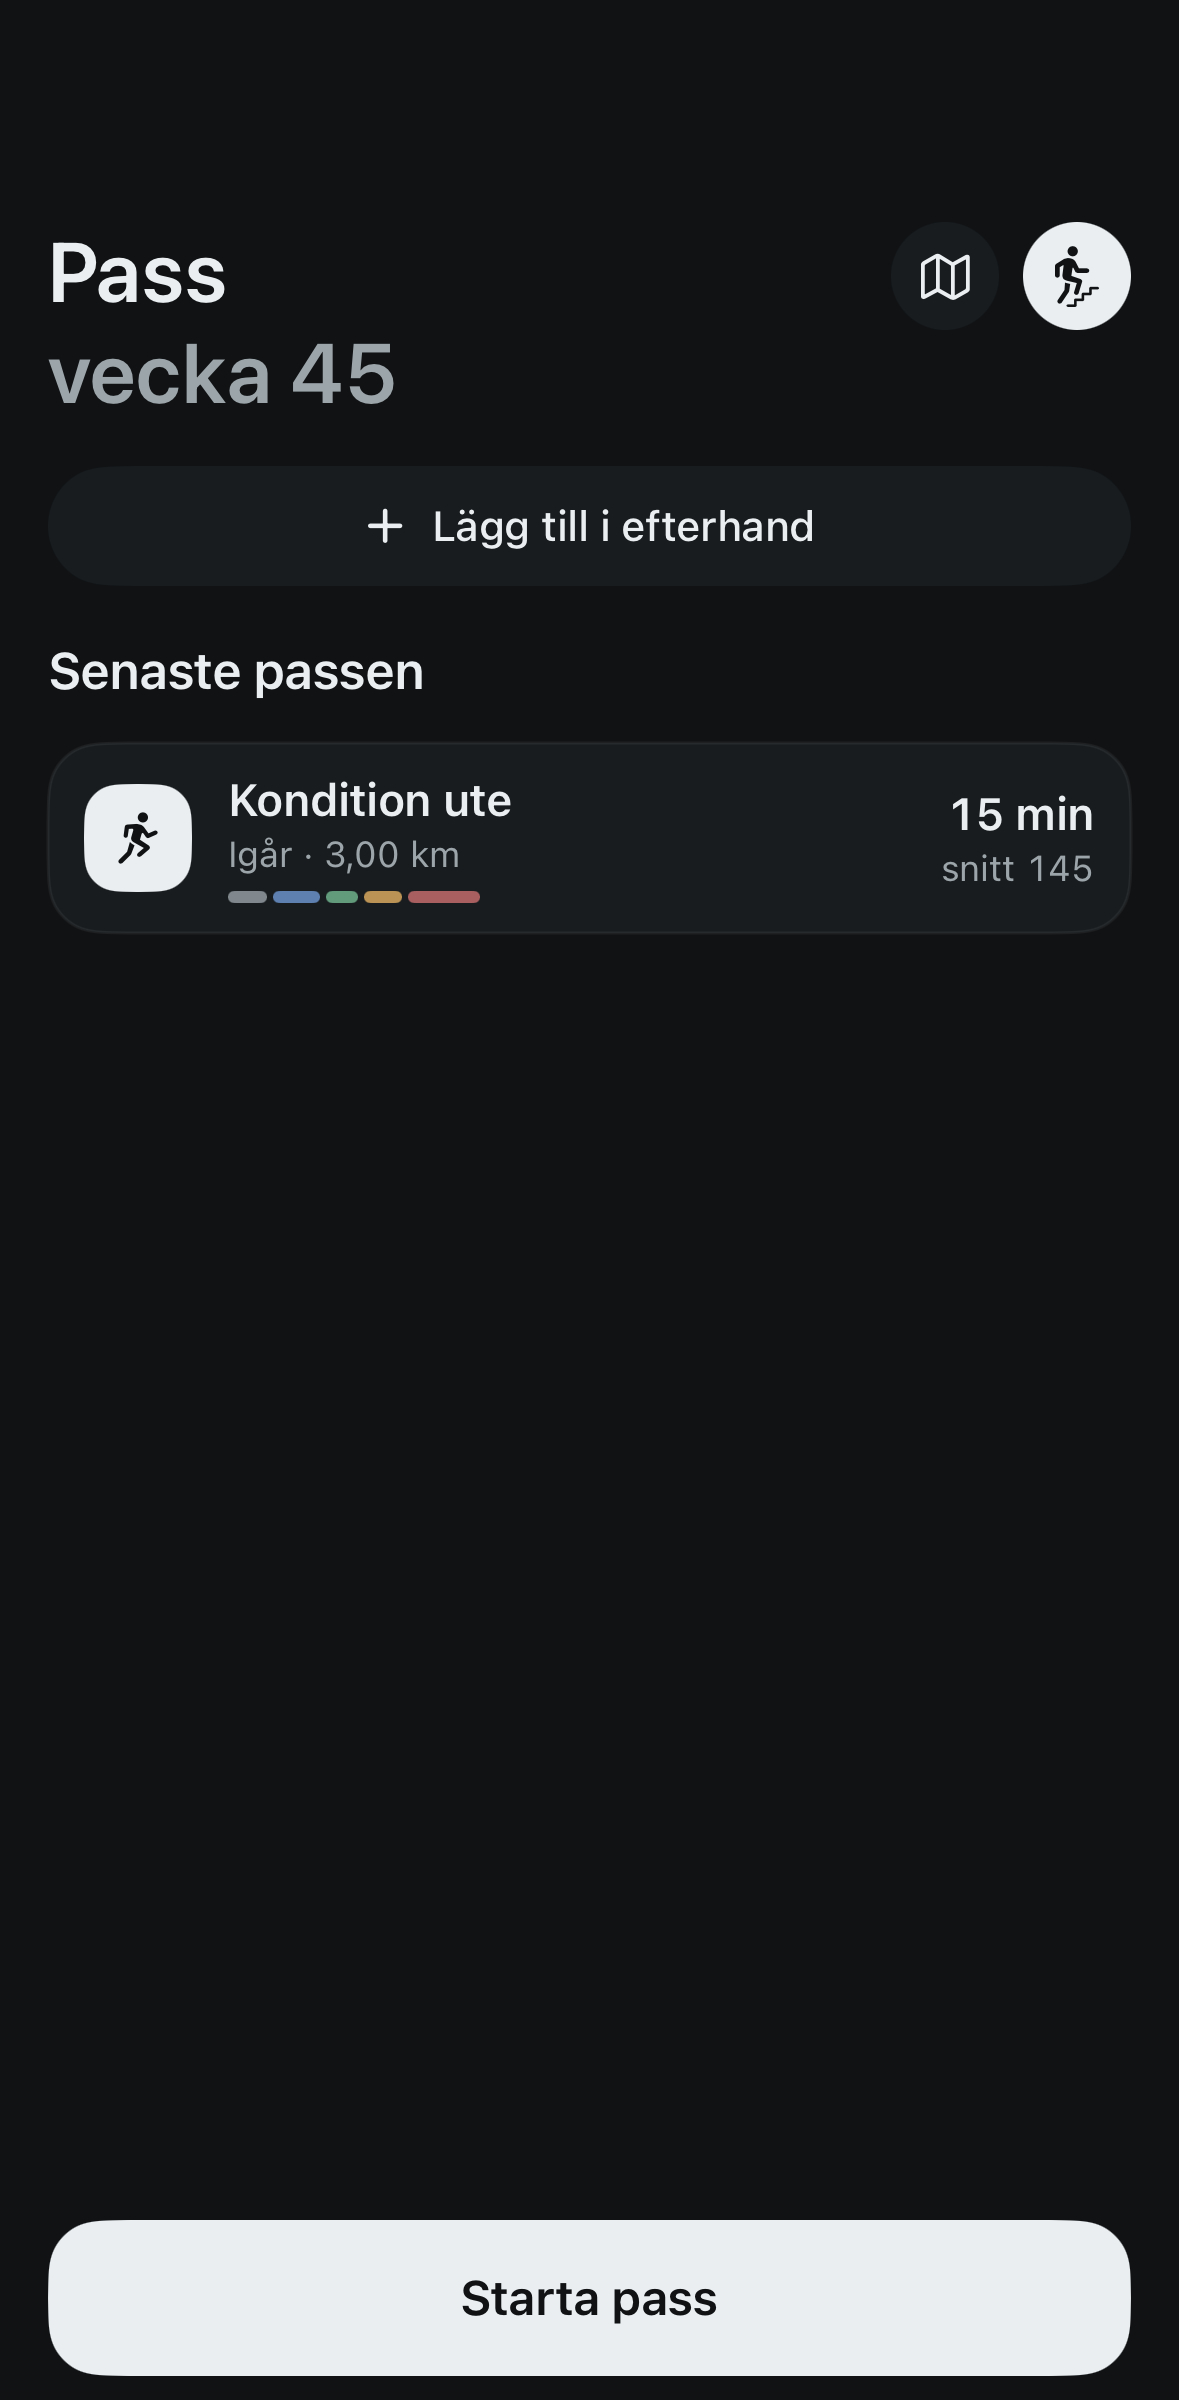 Pass
vecka 45
Lägg till i efterhand
Senaste passen
Kondition ute
Igår · 3,00 km
15 min
snitt 145
Starta pass